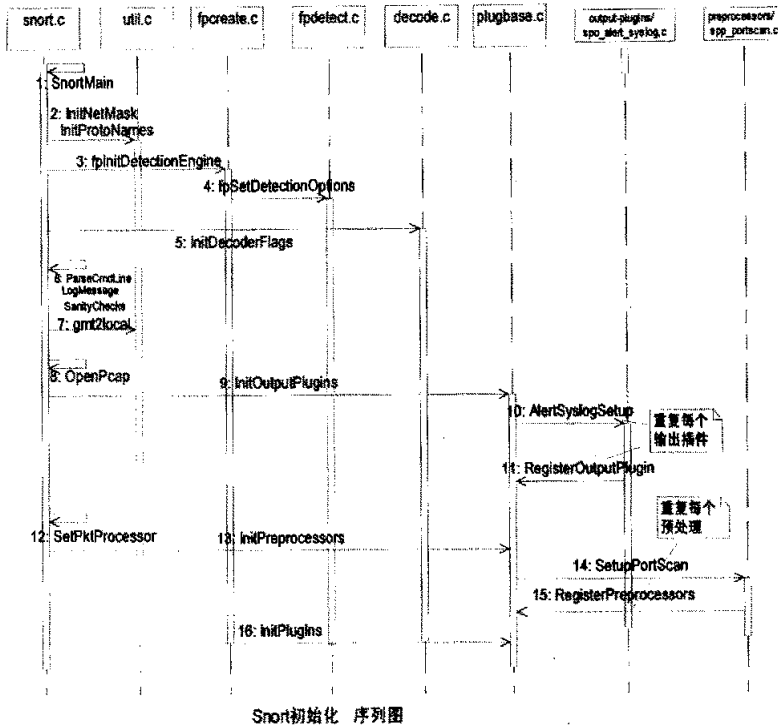 snort.c
util.c
fpcreate.c
fpdetect.c
decode.c
plugbase.c
output-plugins/
spo_alert_syslog.c
preprocessors/
spp_portscan.c
1: SnortMain
2: InitNetMask
InitProtoNames
3: fpInitDetectionEngine
4: fpSetDetectionOptions
5: InitDecoderFlags
6: ParseCmdLine
LogMessage
SanityChecks
7: gmt2local
8: OpenPcap
9: InitOutputPlugins
10: AlertSyslogSetup
重复每个
输出插件
11: RegisterOutputPlugin
重复每个
预处理
12: SetPktProcessor
13: InitPreprocessors
14: SetupPortScan
15: RegisterPreprocessors
16: InitPlugIns
Snort初始化 序列图